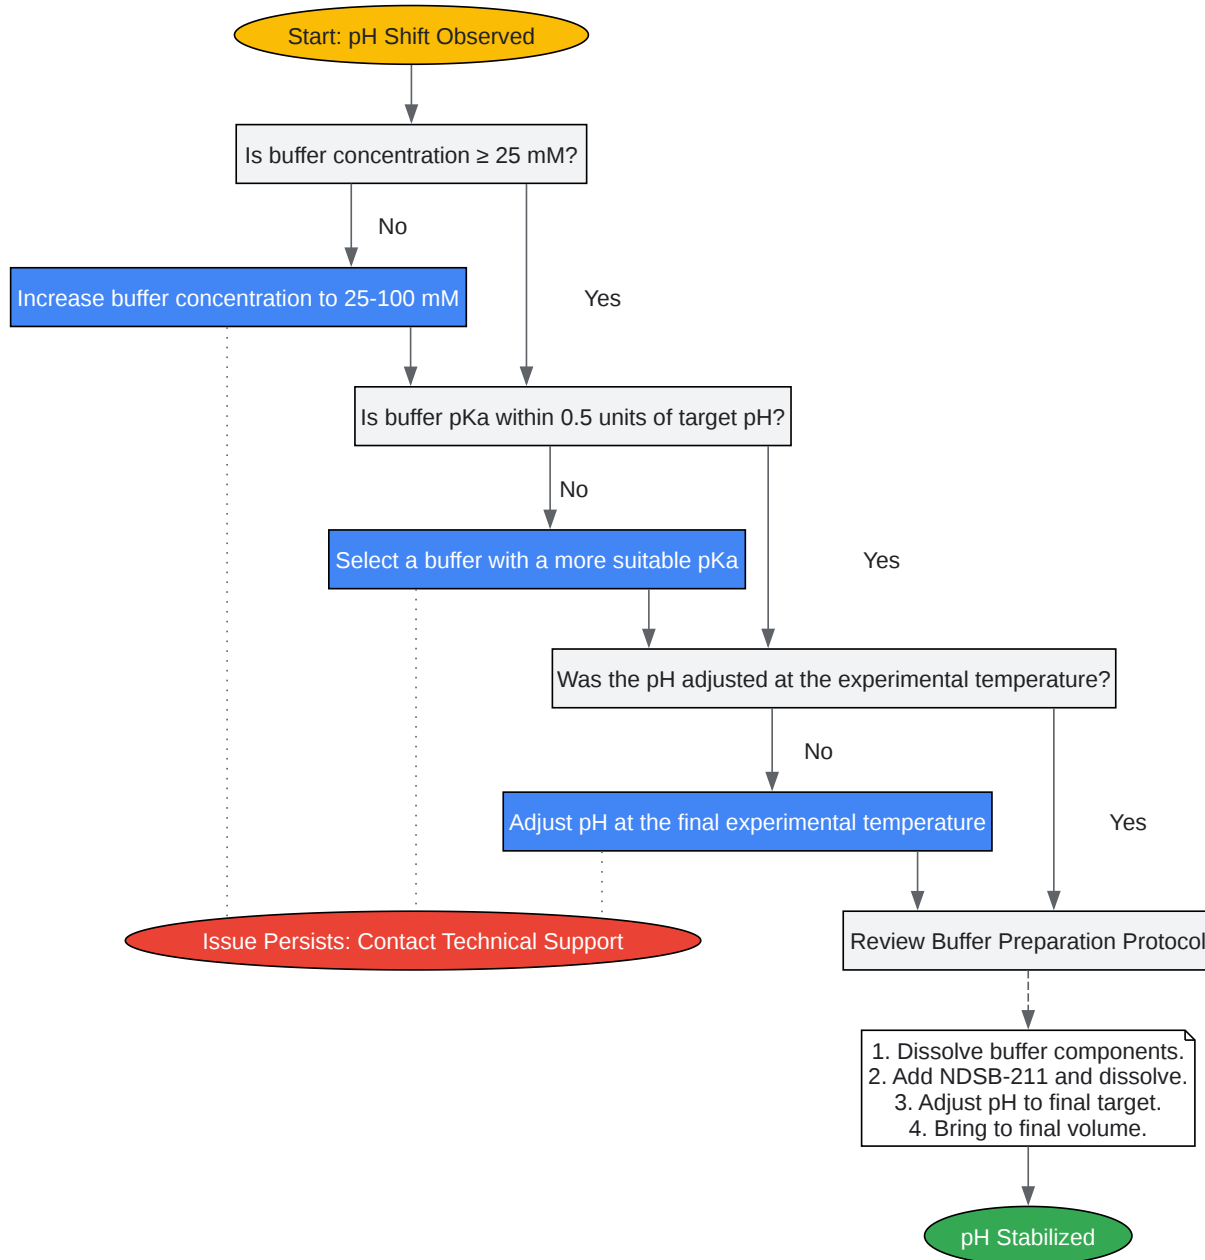 Start: pH Shift Observed
Is buffer concentration ≥ 25 mM?
No
Increase buffer concentration to 25-100 mM
Yes
Is buffer pKa within 0.5 units of target pH?
No
Select a buffer with a more suitable pKa
Yes
Was the pH adjusted at the experimental temperature?
No
Adjust pH at the final experimental temperature
Yes
Issue Persists: Contact Technical Support
Review Buffer Preparation Protocol
1. Dissolve buffer components.
2. Add NDSB-211 and dissolve.
3. Adjust pH to final target.
4. Bring to final volume.
pH Stabilized